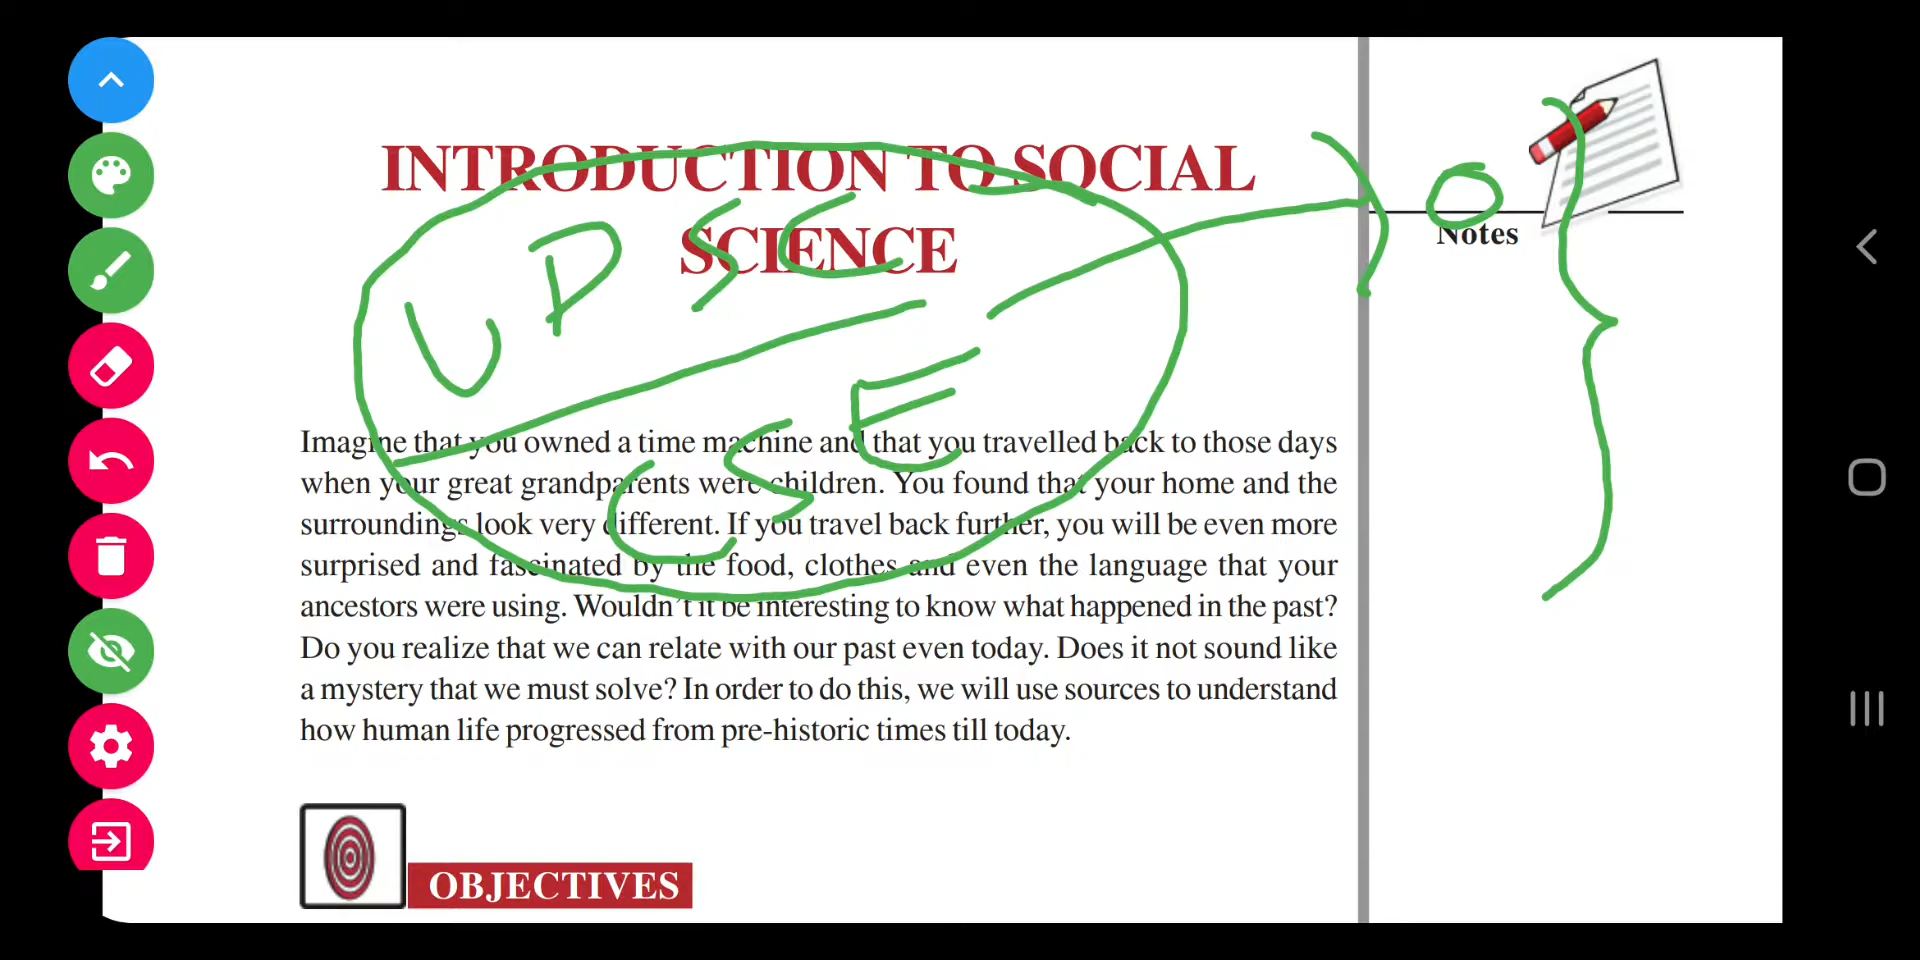 INTRODUCTION TO SOCIAL
SCIENCE
UPSC
CSE
Notes
Imagine that you owned a time machine and that you travelled back to those days
when your great grandparents were children. You found that your home and the
surroundings look very different. If you travel back further, you will be even more
surprised and fascinated by the food, clothes and even the language that your
ancestors were using. Wouldn't it be interesting to know what happened in the past?
Do you realize that we can relate with our past even today. Does it not sound like
a mystery that we must solve? In order to do this, we will use sources to understand
how human life progressed from pre-historic times till today.
OBJECTIVES